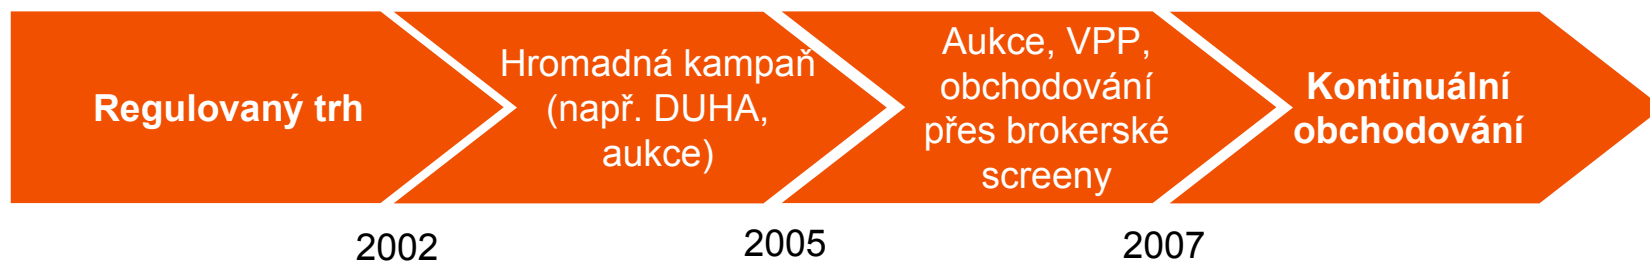 Regulovaný trh
Hromadná kampaň
(např. DUHA,
aukce)
Aukce, VPP,
obchodování
přes brokerské
screeny
Kontinuální
obchodování
2002
2005
2007